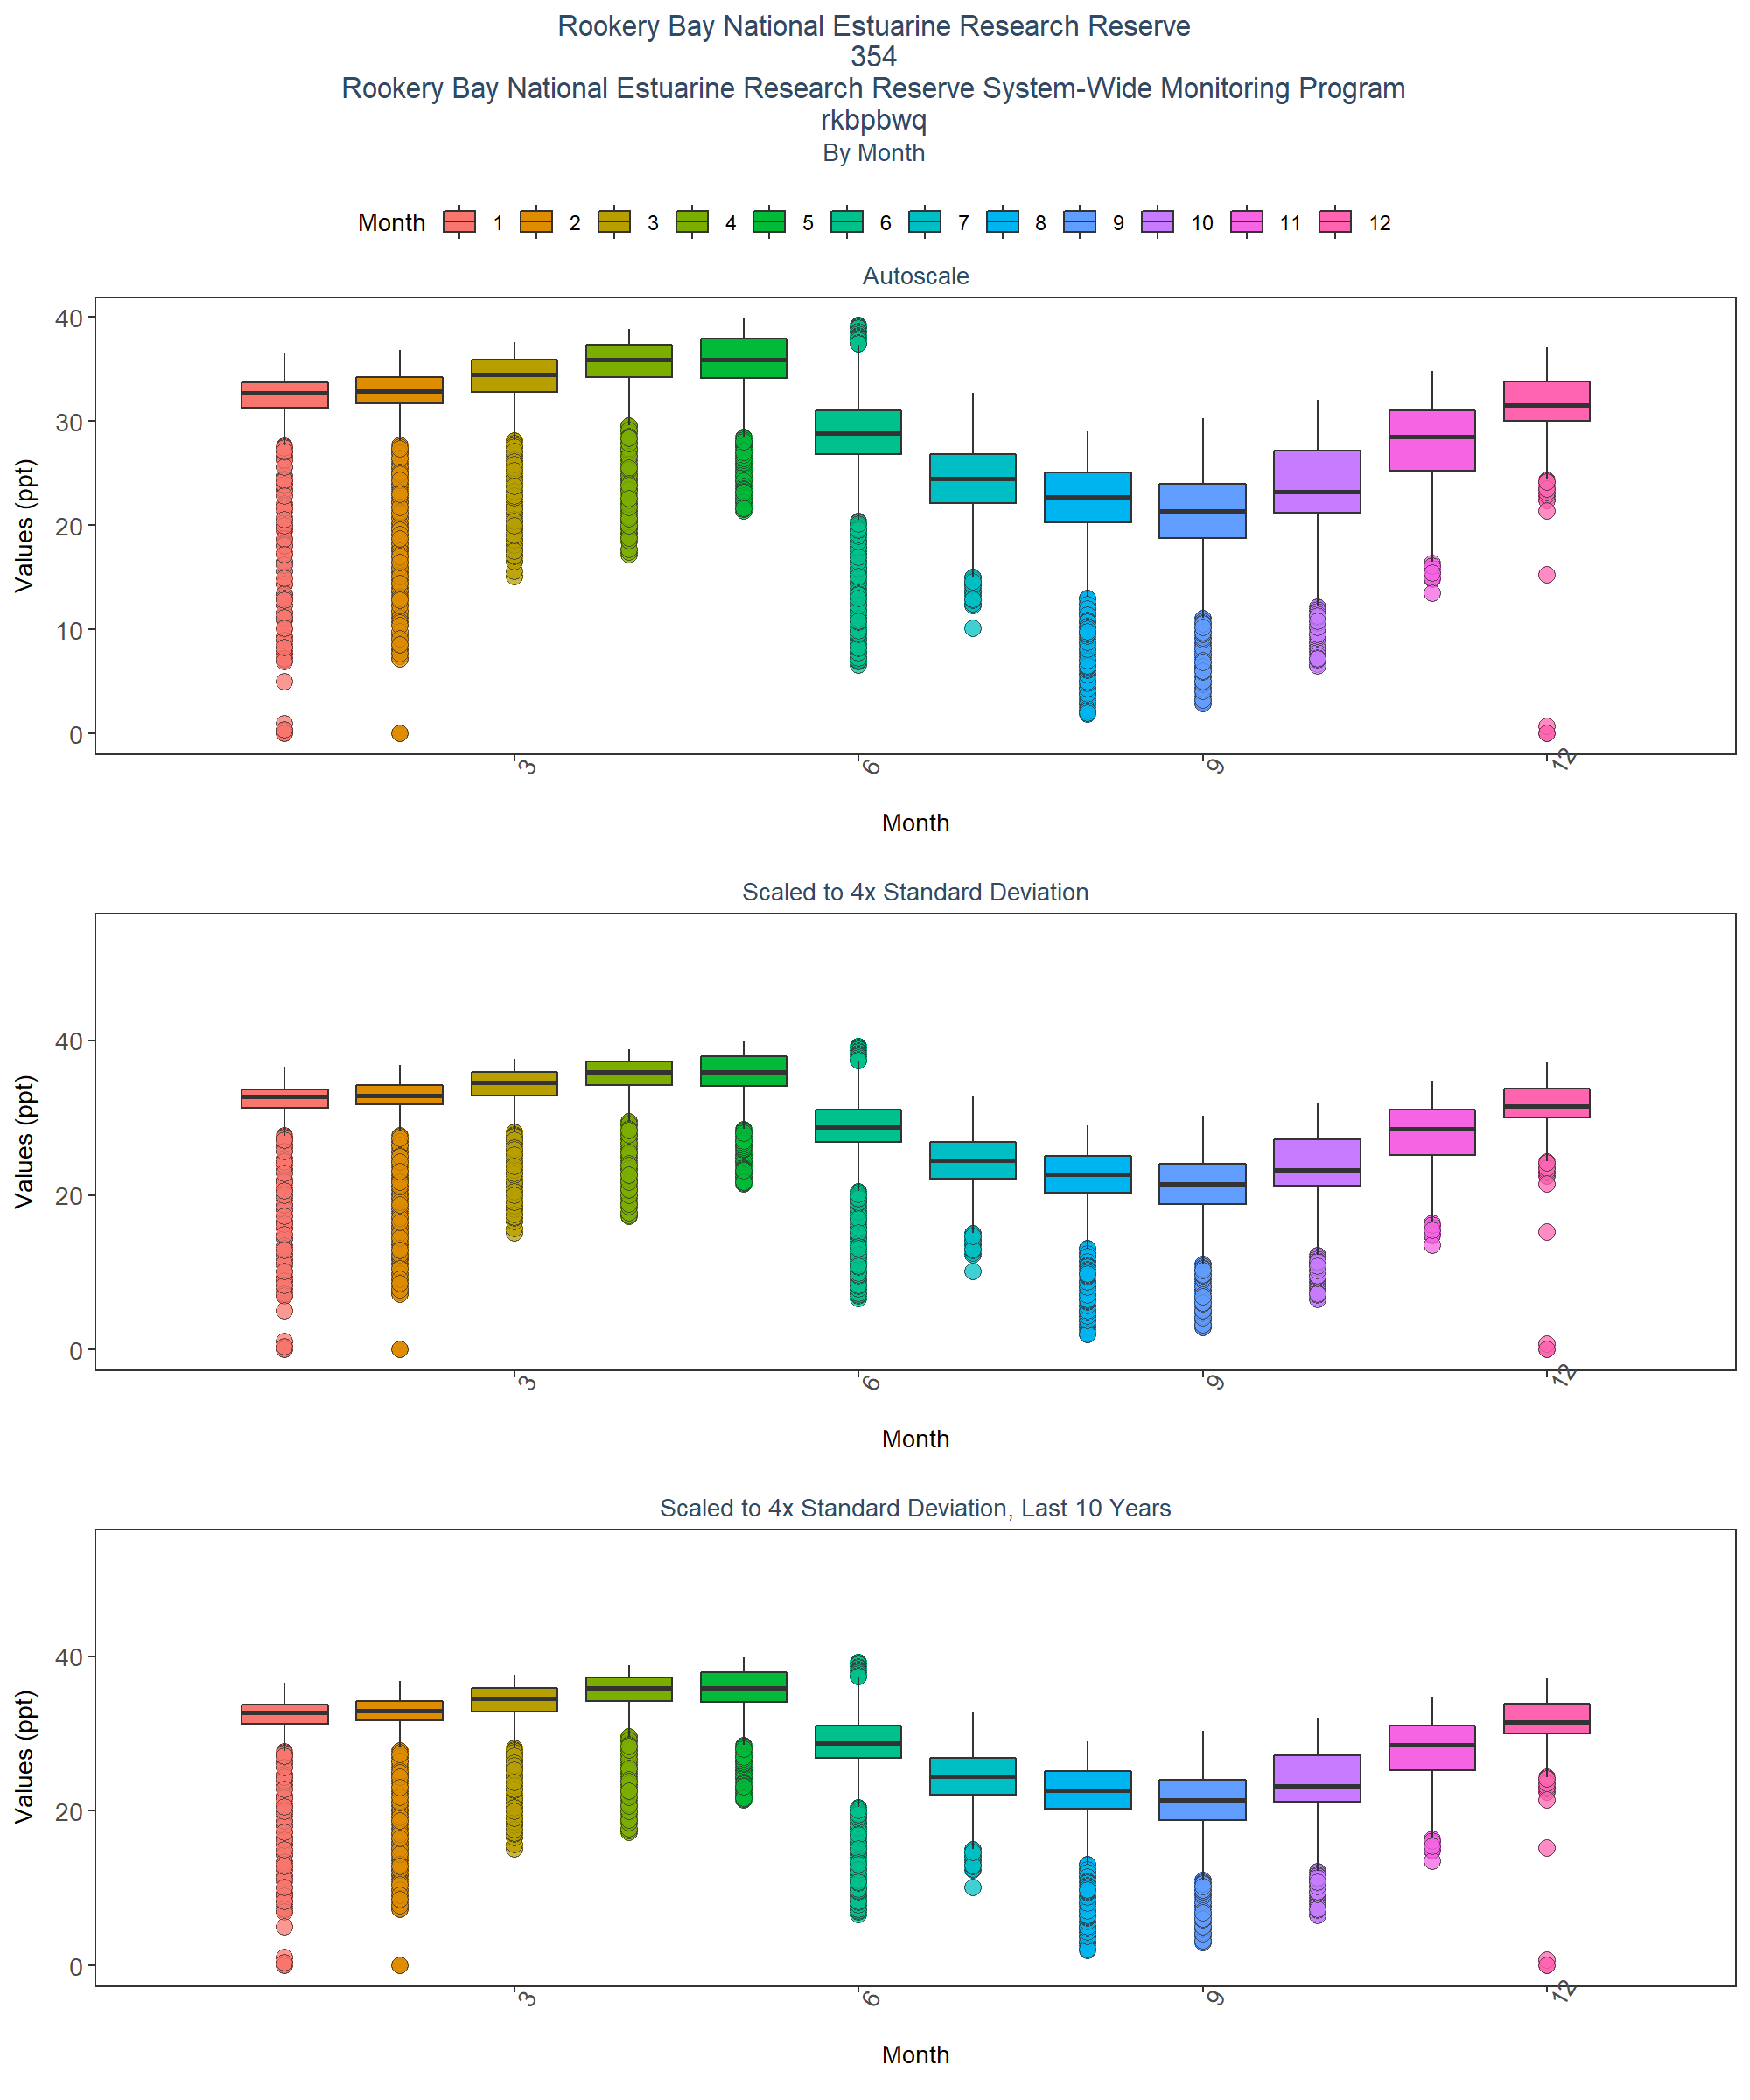 Rookery Bay National Estuarine Research Reserve
354
Rookery Bay National Estuarine Research Reserve System-Wide Monitoring Program
rkbpbwq
By Month
Month 1 2 3 4 5 6 7 8 9 10 11 12
Autoscale
40
30
20
10
0
Values (ppt)
3 6 9 12
Month
Scaled to 4x Standard Deviation
40
20
0
Values (ppt)
3 6 9 12
Month
Scaled to 4x Standard Deviation, Last 10 Years
40
20
0
Values (ppt)
3 6 9 12
Month